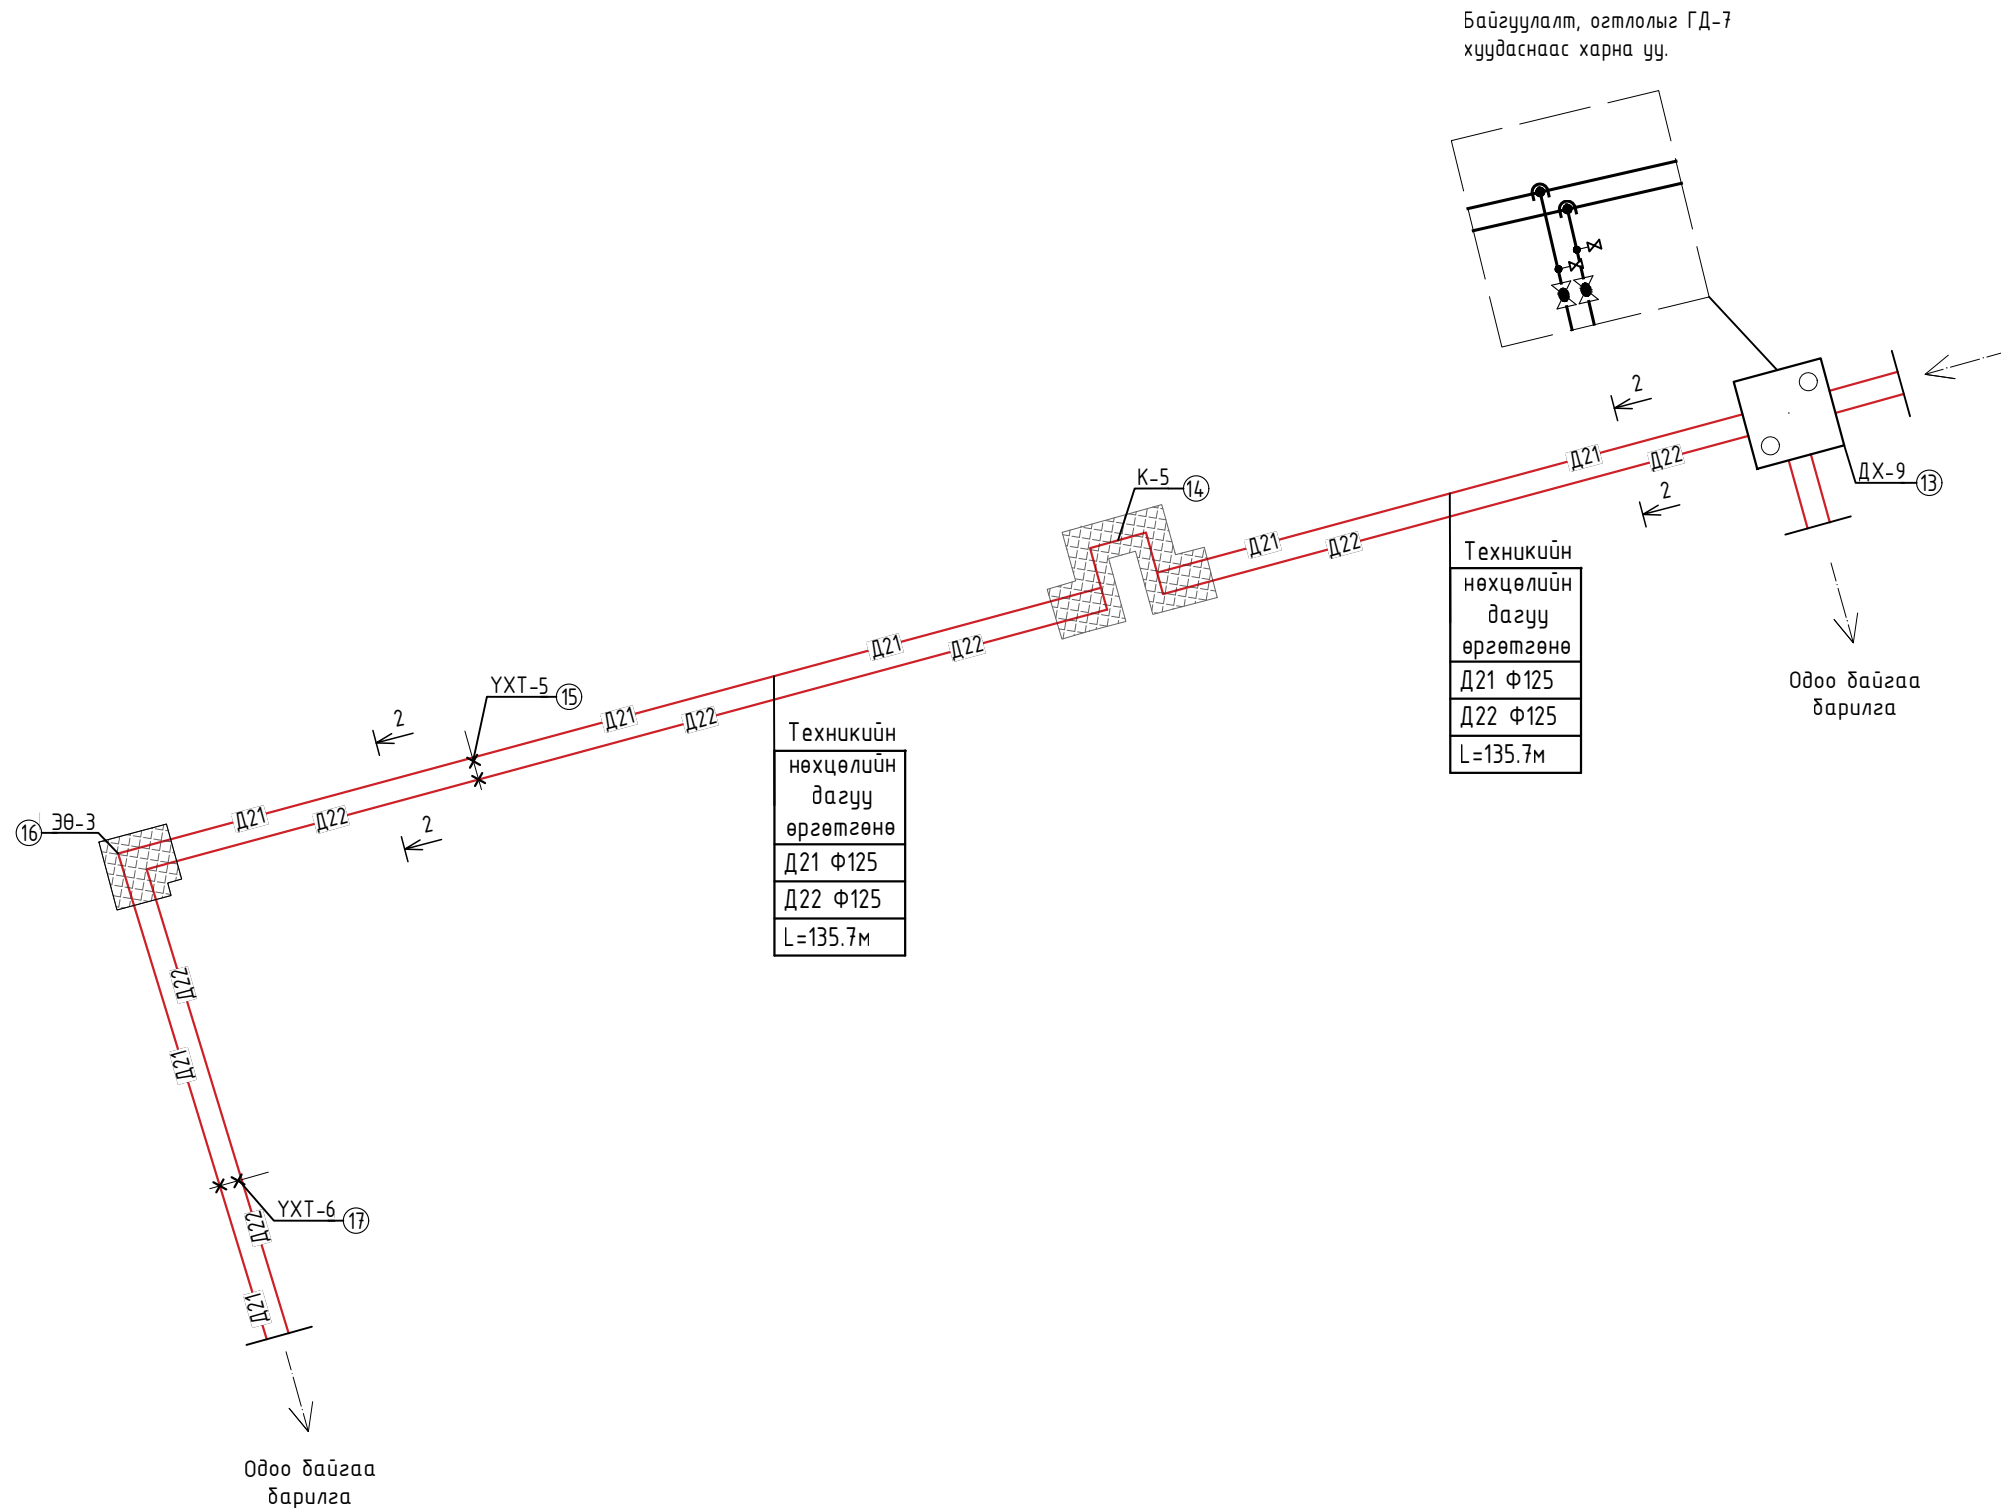 Байгуулалт, огтлолыг ГД-7
хуудаснаас харна уу.
2
Д21
Д22
ДХ-9 13
2
К-5 14
Д21
Д22
Техникийн
нөхцөлийн
дагуу
өргөтгөнө
Д21 Ф125
Д22 Ф125
L=135.7м
Одоо байгаа
барилга
Д21
Д22
ҮХТ-5 15
2
Д21
Д22
Техникийн
нөхцөлийн
дагуу
өргөтгөнө
Д21 Ф125
Д22 Ф125
L=135.7м
16 ЭӨ-3
Д21
Д22
2
Д22
Д21
ҮХТ-6 17
Д22
Д21
Одоо байгаа
барилга